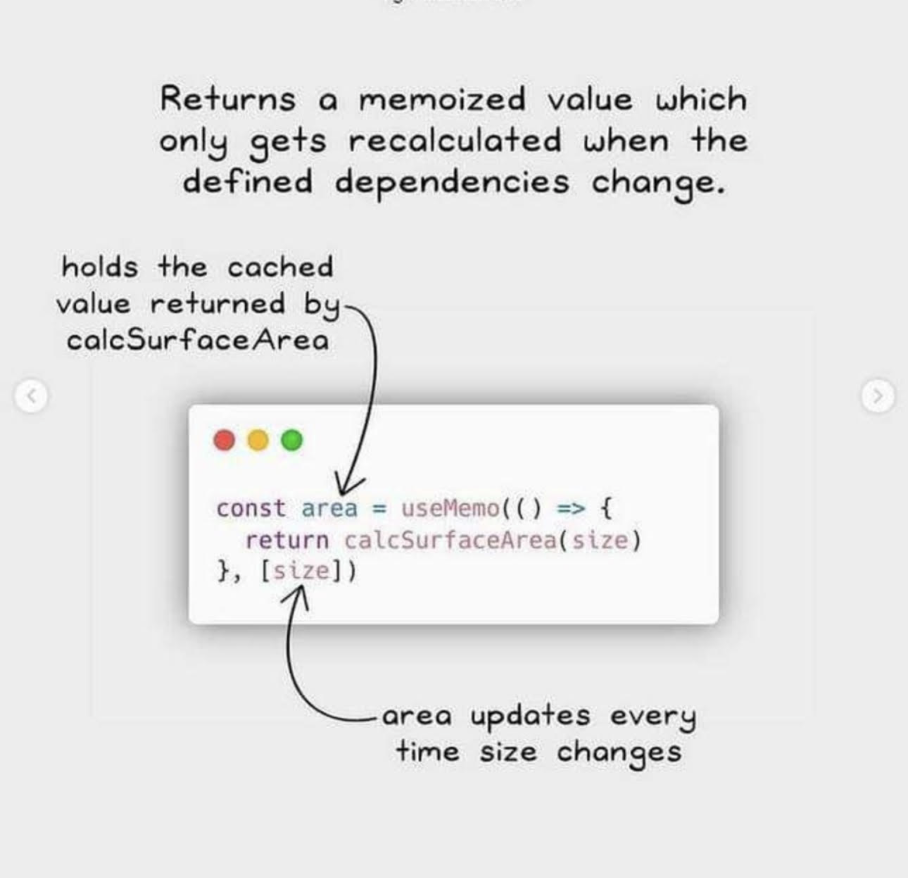 Returns a memoized value which
only gets recalculated when the
defined dependencies change.
holds the cached
value returned by
calcSurfaceArea
const area = useMemo(() => {
  return calcSurfaceArea(size)
}, [size])
area updates every
time size changes